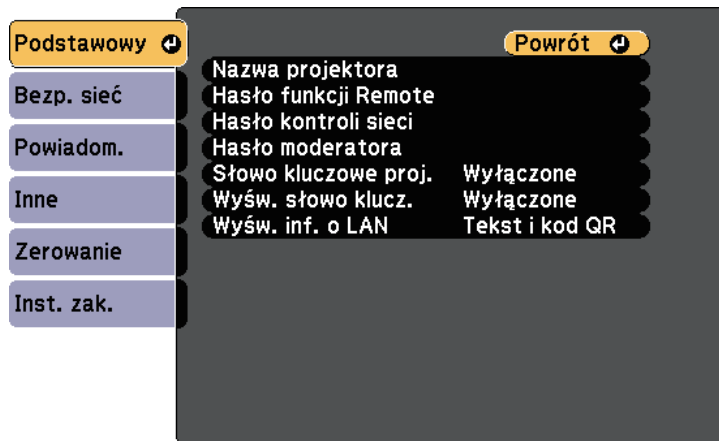 Podstawowy
Bezp. sieć
Powiadom.
Inne
Zerowanie
Inst. zak.
Powrót
Nazwa projektora
Hasło funkcji Remote
Hasło kontroli sieci
Hasło moderatora
Słowo kluczowe proj. Wyłączone
Wyśw. słowo klucz. Wyłączone
Wyśw. inf. o LAN Tekst i kod QR